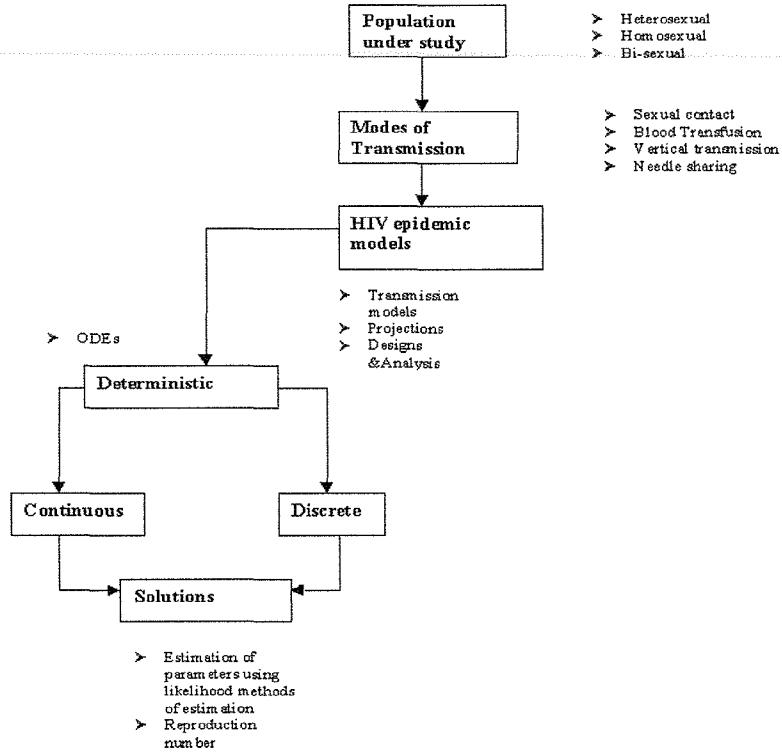 Population
under study
➢ Heterosexual
➢ Homosexual
➢ Bi-sexual
Modes of
Transmission
➢ Sexual contact
➢ Blood Transfusion
➢ Vertical transmission
➢ Needle sharing
HIV epidemic
models
➢ Transmission
models
➢ Projections
➢ Designs
&Analysis
➢ ODEs
Deterministic
Continuous
Discrete
Solutions
➢ Estimation of
parameters using
likelihood methods
of estimation
➢ Reproduction
number